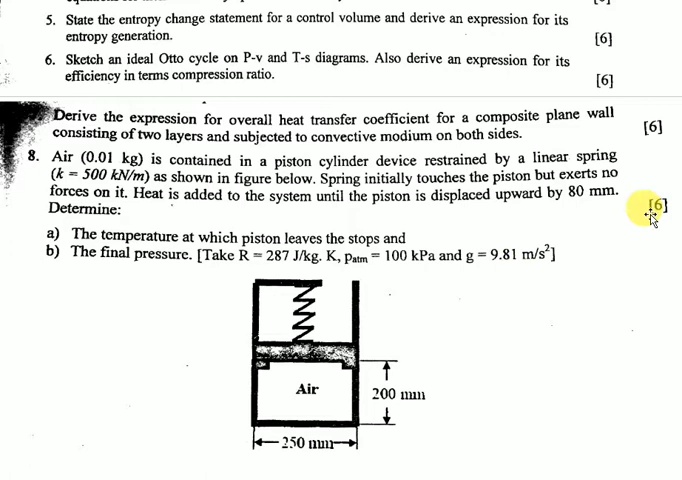 5. State the entropy change statement for a control volume and derive an expression for its
entropy generation. [6]
6. Sketch an ideal Otto cycle on P-v and T-s diagrams. Also derive an expression for its
efficiency in terms compression ratio. [6]
Derive the expression for overall heat transfer coefficient for a composite plane wall
consisting of two layers and subjected to convective modium on both sides. [6]
8. Air (0.01 kg) is contained in a piston cylinder device restrained by a linear spring
(k = 500 kN/m) as shown in figure below. Spring initially touches the piston but exerts no
forces on it. Heat is added to the system until the piston is displaced upward by 80 mm.
Determine: [6]
a) The temperature at which piston leaves the stops and
b) The final pressure. [Take R = 287 J/kg. K, Patm = 100 kPa and g = 9.81 m/s²]
Air
200 mm
250 mm